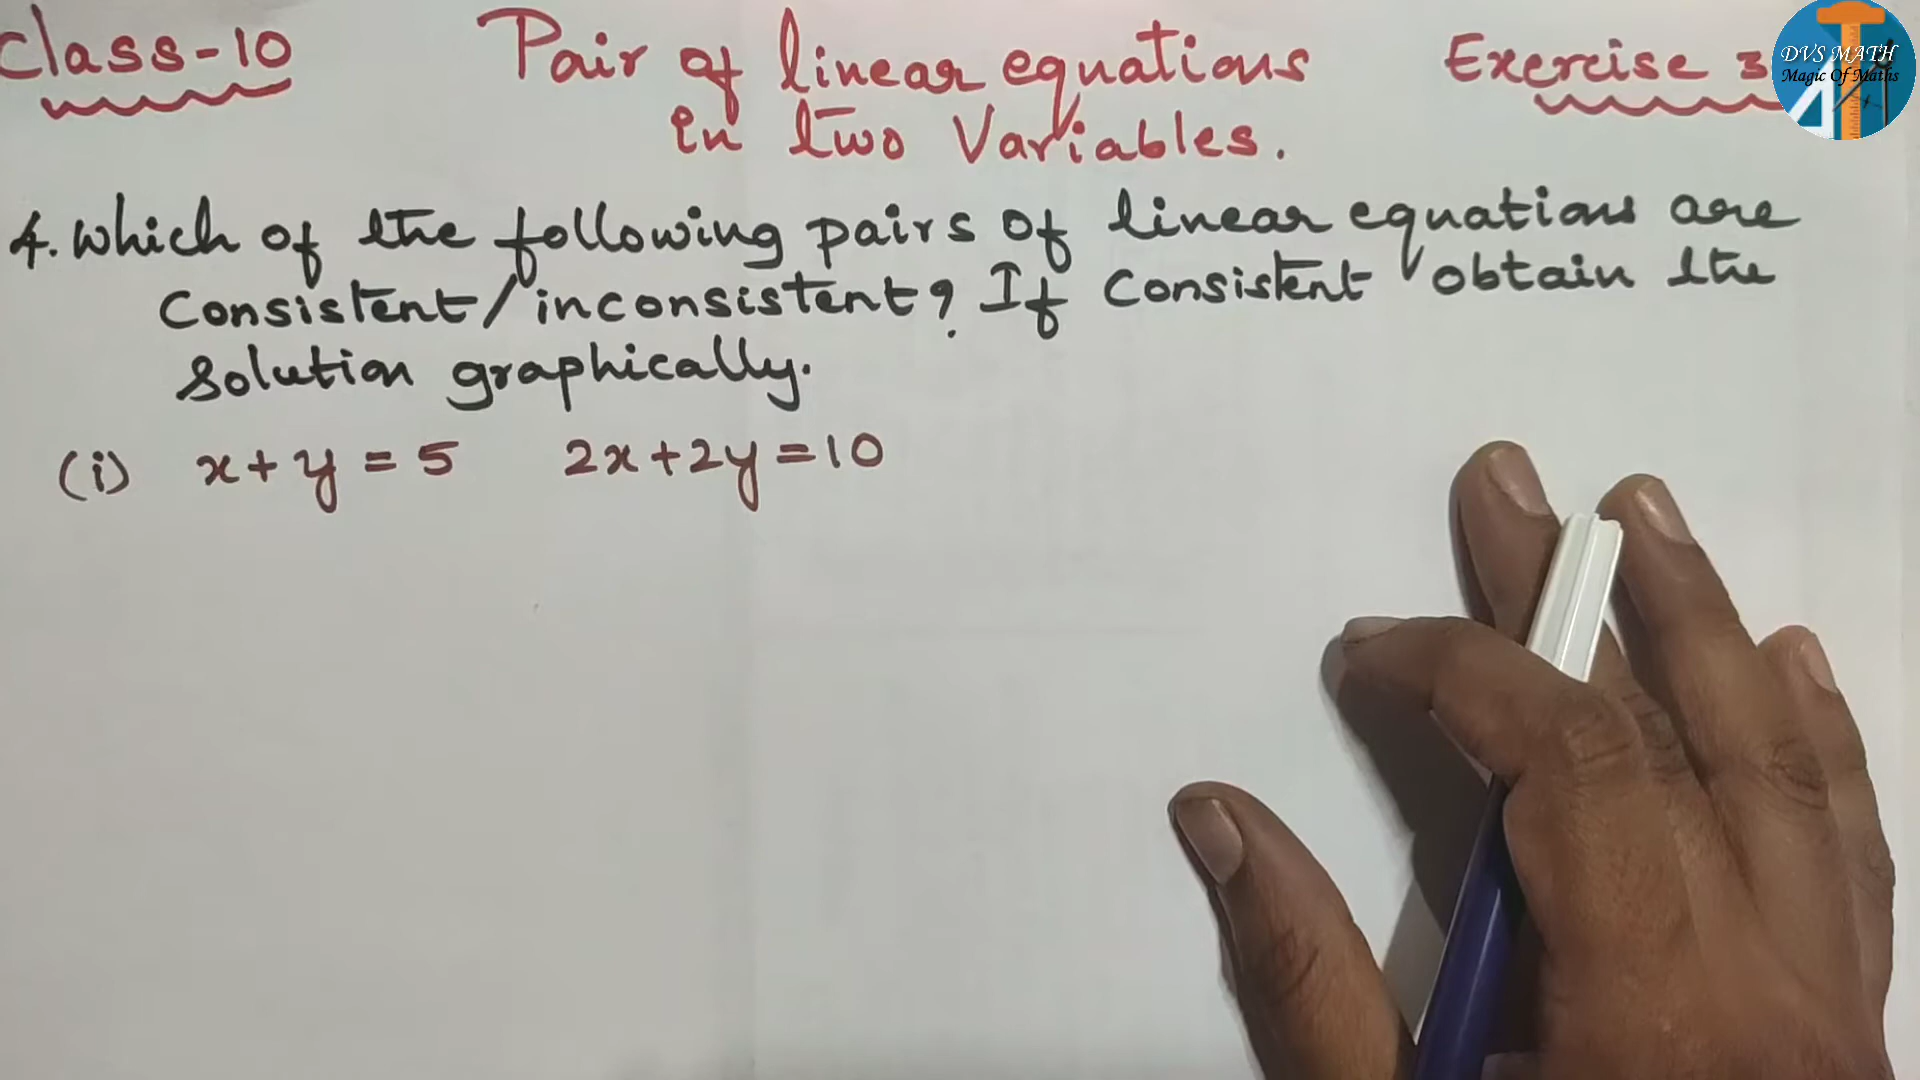 Class-10
Pair of linear equations
in two Variables.
Exercise 3
DVS MATH
Magic Of Maths
4. Which of the following pairs of linear equations are
Consistent/inconsistent? If Consistent obtain the
Solution graphically.
(i) x+y=5 2x+2y=10